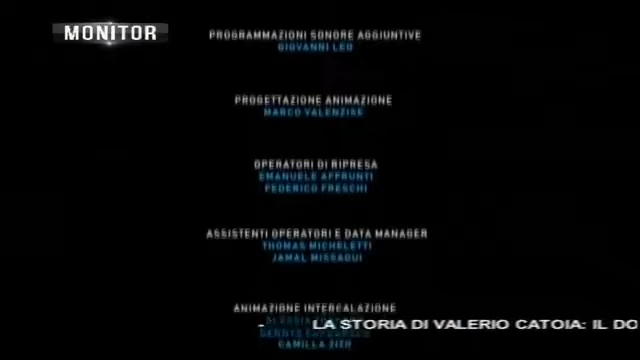 MONITOR
PROGRAMMAZIONI SONORE AGGIUNTIVE
GIOVANNI LEO
PROGETTAZIONE ANIMAZIONE
MARCO VALENZISE
OPERATORI DI RIPRESA
EMANUELE AFFRUNTI
FEDERICO FRESCHI
ASSISTENTI OPERATORI E DATA MANAGER
THOMAS MICHELETTI
JAMAL MISSAOUI
ANIMAZIONE INTERCALAZIONE
- LA STORIA DI VALERIO CATOIA: IL DO
CAMILLA